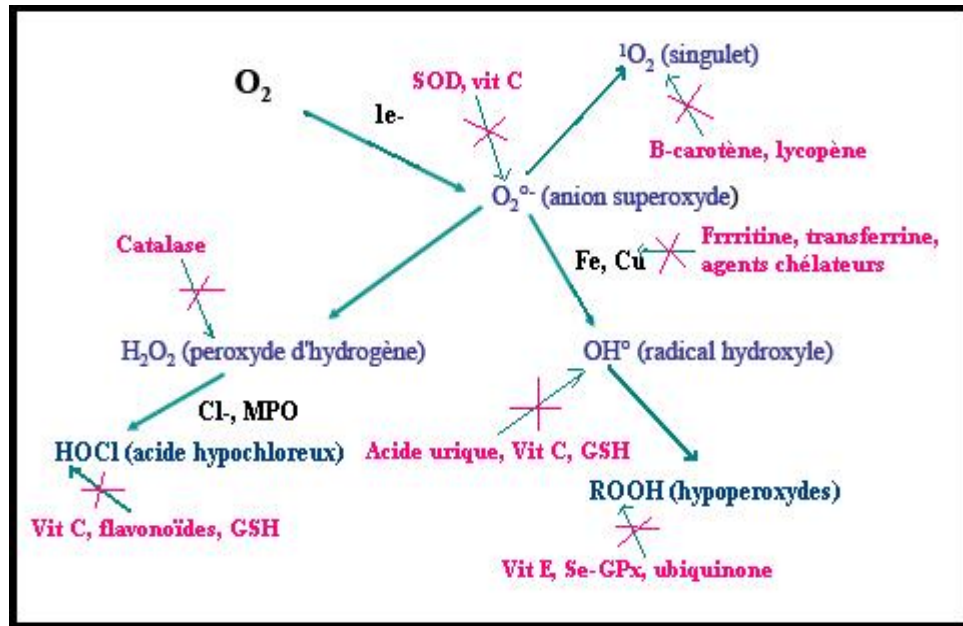 ¹O₂ (singulet)
O₂
SOD, vit C
1e-
B-carotène, lycopène
O₂°⁻ (anion superoxyde)
Catalase
Frrritine, transferrine,
Fe, Cu
agents chélateurs
H₂O₂ (peroxyde d'hydrogène)
OH° (radical hydroxyle)
Cl-, MPO
HOCl (acide hypochloreux)
Acide urique, Vit C, GSH
ROOH (hypoperoxydes)
Vit C, flavonoïdes, GSH
Vit E, Se-GPx, ubiquinone